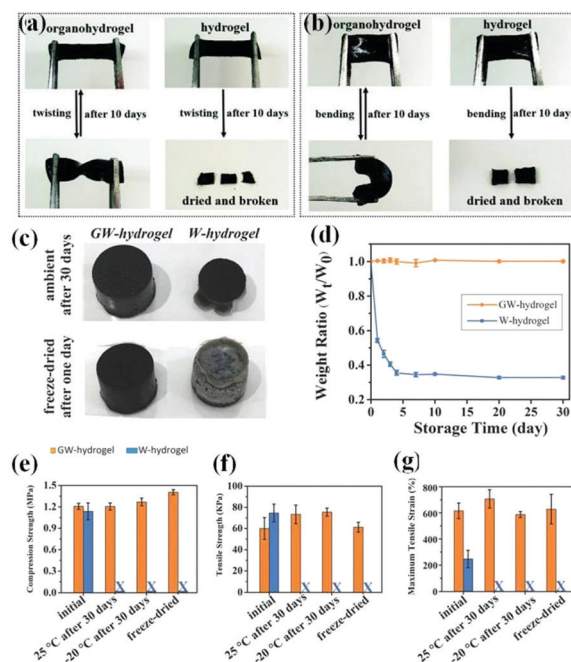 (a)
organohydrogel hydrogel
twisting after 10 days twisting after 10 days
dried and broken
(b)
organohydrogel hydrogel
bending after 10 days bending after 10 days
dried and broken
(c)
GW-hydrogel W-hydrogel
ambient
after 30 days
freeze-dried
after one day
(d)
Weight Ratio (Wt/W0)
1.0
0.8
0.6
0.4
0.2
GW-hydrogel
W-hydrogel
0 5 10 15 20 25 30
Storage Time (day)
GW-hydrogel W-hydrogel
(e)
Compression Strength (MPa)
1.5
1.2
0.9
0.6
0.3
0.0
X X X
initial
25 °C after 30 days
-20 °C after 30 days
freeze-dried
(f)
Tensile Strength (KPa)
100
80
60
40
20
0
X X X
initial
25 °C after 30 days
-20 °C after 30 days
freeze-dried
(g)
Maximum Tensile Strain (%)
800
600
400
200
0
X X X
initial
25 °C after 30 days
-20 °C after 30 days
freeze-dried